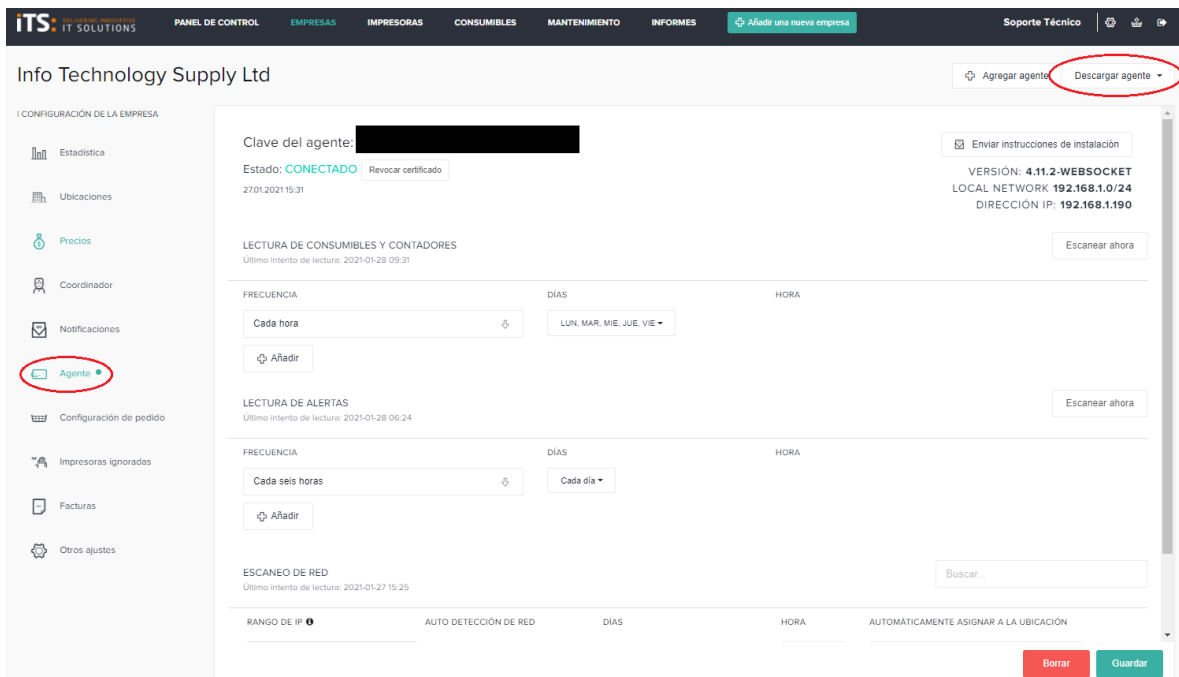 iTS: DELIVERING INNOVATIVE IT SOLUTIONS
PANEL DE CONTROL EMPRESAS IMPRESORAS CONSUMIBLES MANTENIMIENTO INFORMES Añadir una nueva empresa Soporte Técnico
Info Technology Supply Ltd
Agregar agente Descargar agente
CONFIGURACIÓN DE LA EMPRESA
Estadística
Ubicaciones
Precios
Coordinador
Notificaciones
Agente
Configuración de pedido
Impresoras ignoradas
Facturas
Otros ajustes
Clave del agente:
Estado: CONECTADO Revocar certificado
27.01.2021 15:31
Enviar instrucciones de instalación
VERSIÓN: 4.11.2-WEBSOCKET
LOCAL NETWORK 192.168.1.0/24
DIRECCIÓN IP: 192.168.1.190
LECTURA DE CONSUMIBLES Y CONTADORES
Último intento de lectura: 2021-01-28 09:31
Escanear ahora
FRECUENCIA DÍAS HORA
Cada hora LUN, MAR, MIE, JUE, VIE
Añadir
LECTURA DE ALERTAS
Último intento de lectura: 2021-01-28 06:24
Escanear ahora
FRECUENCIA DÍAS HORA
Cada seis horas Cada día
Añadir
ESCANEO DE RED
Último intento de lectura: 2021-01-27 15:25
Buscar...
RANGO DE IP AUTO DETECCIÓN DE RED DÍAS HORA AUTOMÁTICAMENTE ASIGNAR A LA UBICACIÓN
Borrar Guardar